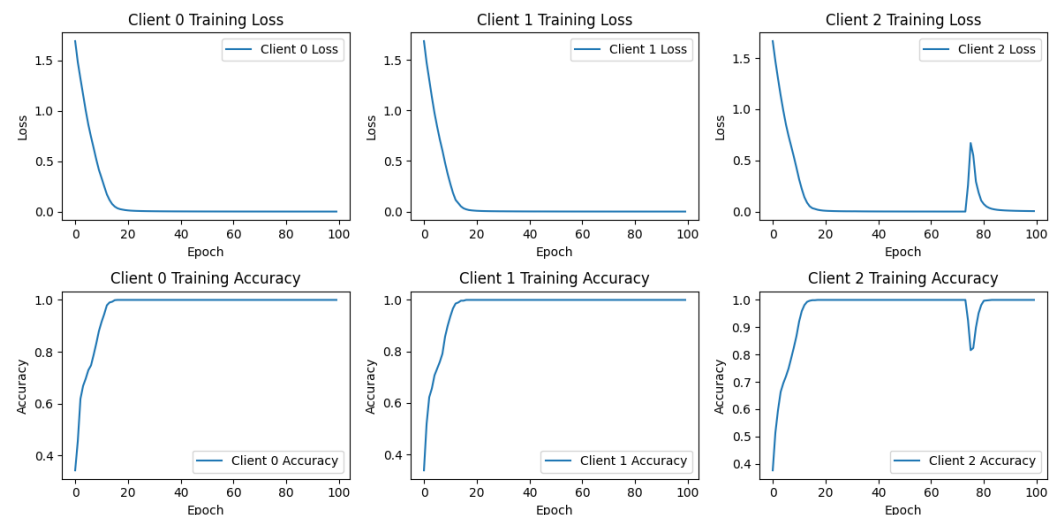 Client 0 Training Loss
Client 1 Training Loss
Client 2 Training Loss
Client 0 Loss
Client 1 Loss
Client 2 Loss
1.5
1.0
0.5
0.0
Loss
1.5
1.0
0.5
0.0
Loss
1.5
1.0
0.5
0.0
Loss
0 20 40 60 80 100
0 20 40 60 80 100
0 20 40 60 80 100
Epoch
Epoch
Epoch
Client 0 Training Accuracy
Client 1 Training Accuracy
Client 2 Training Accuracy
1.0
0.8
0.6
0.4
Accuracy
1.0
0.8
0.6
0.4
Accuracy
1.0
0.9
0.8
0.7
0.6
0.5
0.4
Accuracy
Client 0 Accuracy
Client 1 Accuracy
Client 2 Accuracy
0 20 40 60 80 100
0 20 40 60 80 100
0 20 40 60 80 100
Epoch
Epoch
Epoch